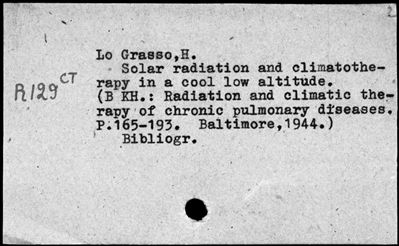 2
Lo Grasso,H.
Solar radiation and climatothe-
rapy in a cool low altitude.
(B KH.: Radiation and climatic the-
rapy of chronic pulmonary diseases.
P.165-193. Baltimore,1944.)
Bibliogr.
R129 CT